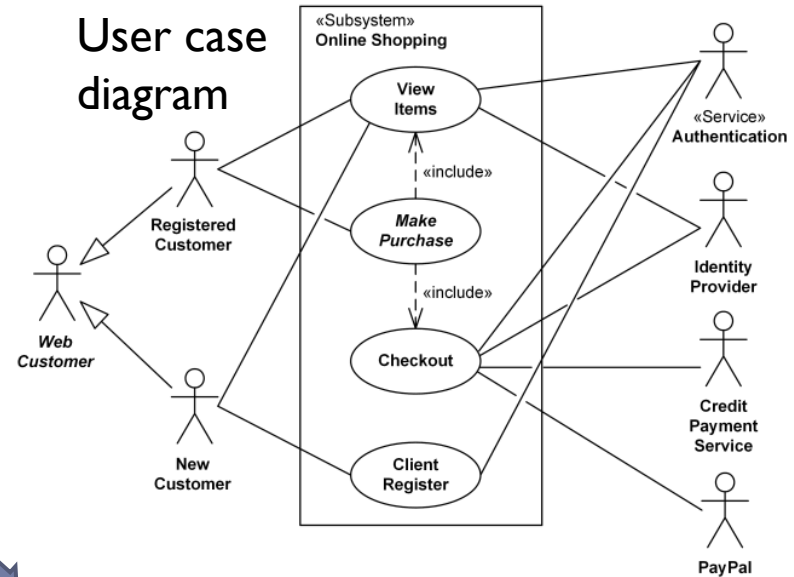 User case
diagram
«Subsystem»
Online Shopping
View
Items
«Service»
Authentication
«include»
Registered
Customer
Make
Purchase
Identity
Provider
«include»
Web
Customer
Checkout
Credit
Payment
Service
New
Customer
Client
Register
PayPal